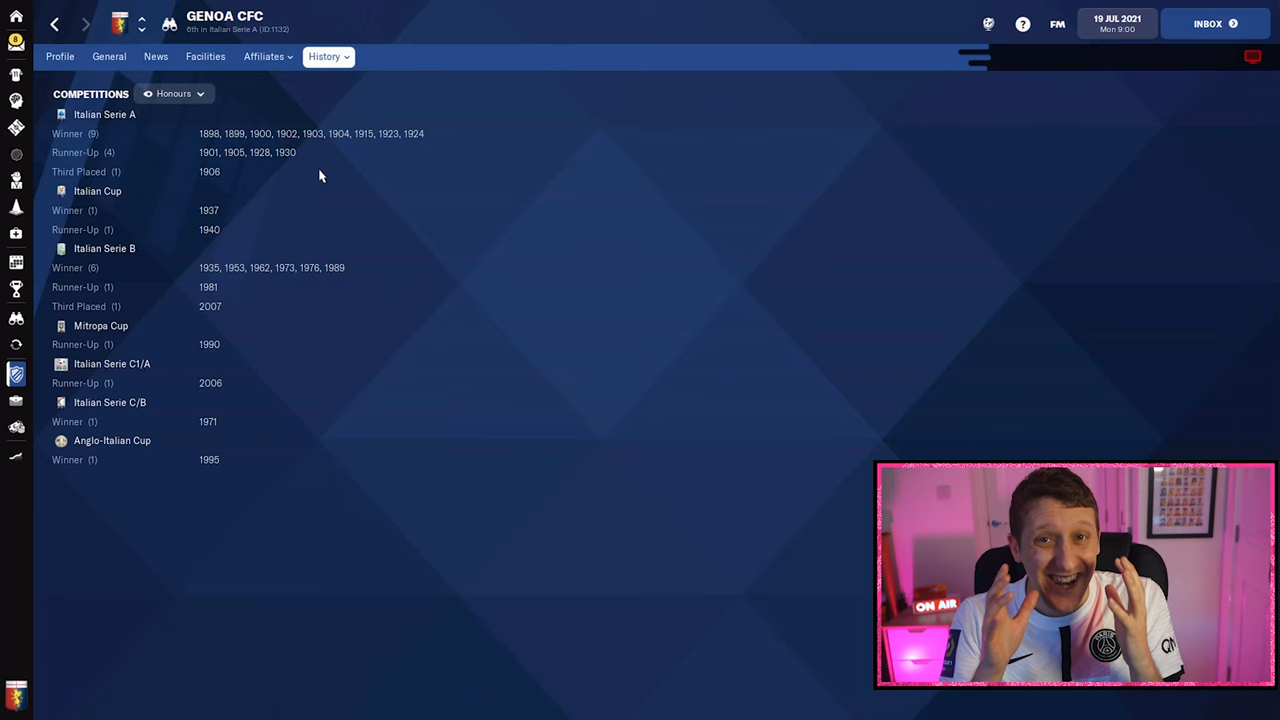 GENOA CFC
6th in Italian Serie A (ID:1132)
FM
19 JUL 2021
Mon 9:00
INBOX
8
Profile
General
News
Facilities
Affiliates
History
COMPETITIONS
Honours
Italian Serie A
Winner (9) 1898, 1899, 1900, 1902, 1903, 1904, 1915, 1923, 1924
Runner-Up (4) 1901, 1905, 1928, 1930
Third Placed (1) 1906
Italian Cup
Winner (1) 1937
Runner-Up (1) 1940
Italian Serie B
Winner (6) 1935, 1953, 1962, 1973, 1976, 1989
Runner-Up (1) 1981
Third Placed (1) 2007
Mitropa Cup
Runner-Up (1) 1990
Italian Serie C1/A
Runner-Up (1) 2006
Italian Serie C/B
Winner (1) 1971
Anglo-Italian Cup
Winner (1) 1995
ON AIR
PARIS